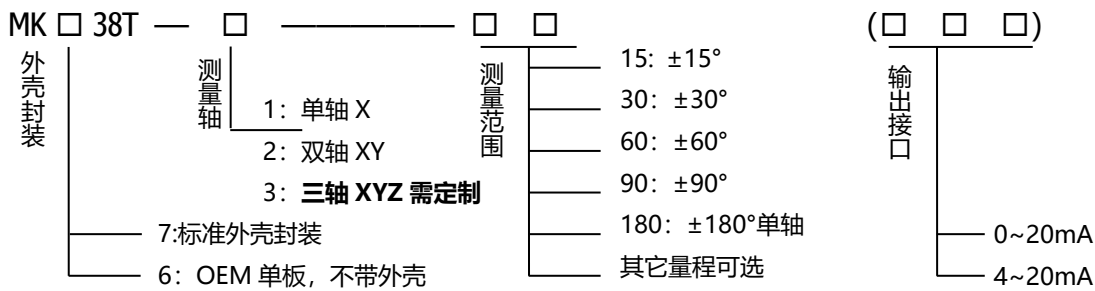 MK □ 38T — □ ————— □ □ (□ □ □)
外壳封装
测量轴
1：单轴 X
2：双轴 XY
3：三轴 XYZ 需定制
7:标准外壳封装
6：OEM 单板，不带外壳
测量范围
15: ±15°
30：±30°
60：±60°
90：±90°
180：±180°单轴
其它量程可选
输出接口
0~20mA
4~20mA